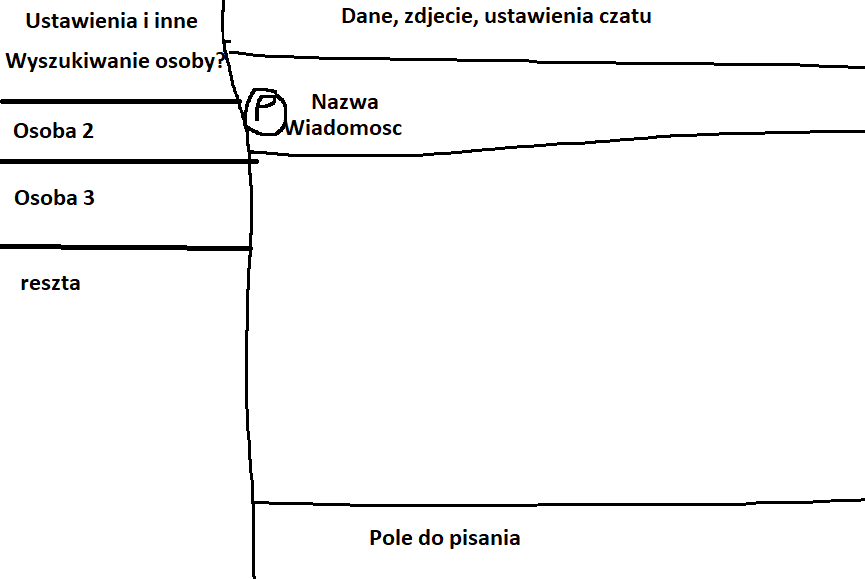 Ustawienia i inne
Wyszukiwanie osoby?
Osoba 2
Osoba 3
reszta
Dane, zdjecie, ustawienia czatu
P
Nazwa
Wiadomosc
Pole do pisania